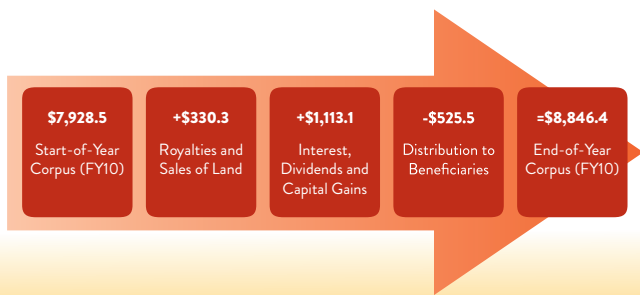 $7,928.5
Start-of-Year
Corpus (FY10)
+$330.3
Royalties and
Sales of Land
+$1,113.1
Interest,
Dividends and
Capital Gains
-$525.5
Distribution to
Beneficiaries
=$8,846.4
End-of-Year
Corpus (FY10)